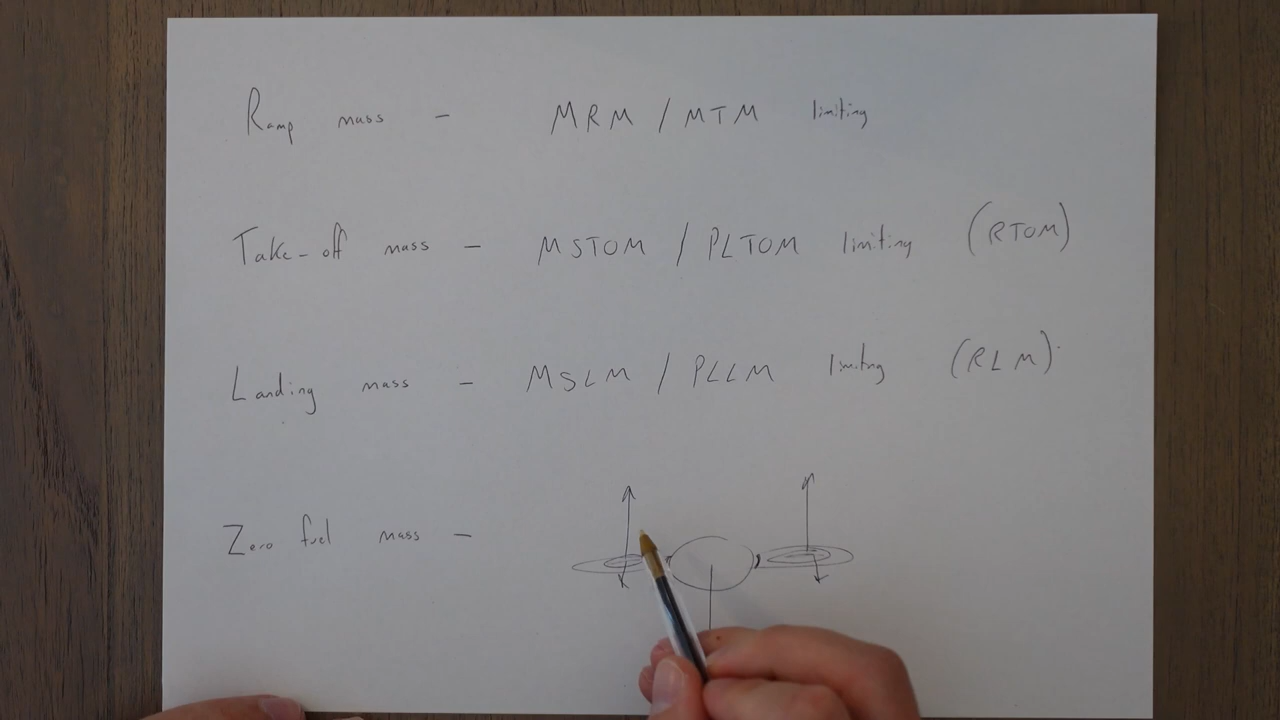 Ramp mass - MRM / MTM limiting
Take-off mass - MSTOM / PLTOM limiting (RTOM)
Landing mass - MSLM / PLLM limitng (RLM)
Zero fuel mass -